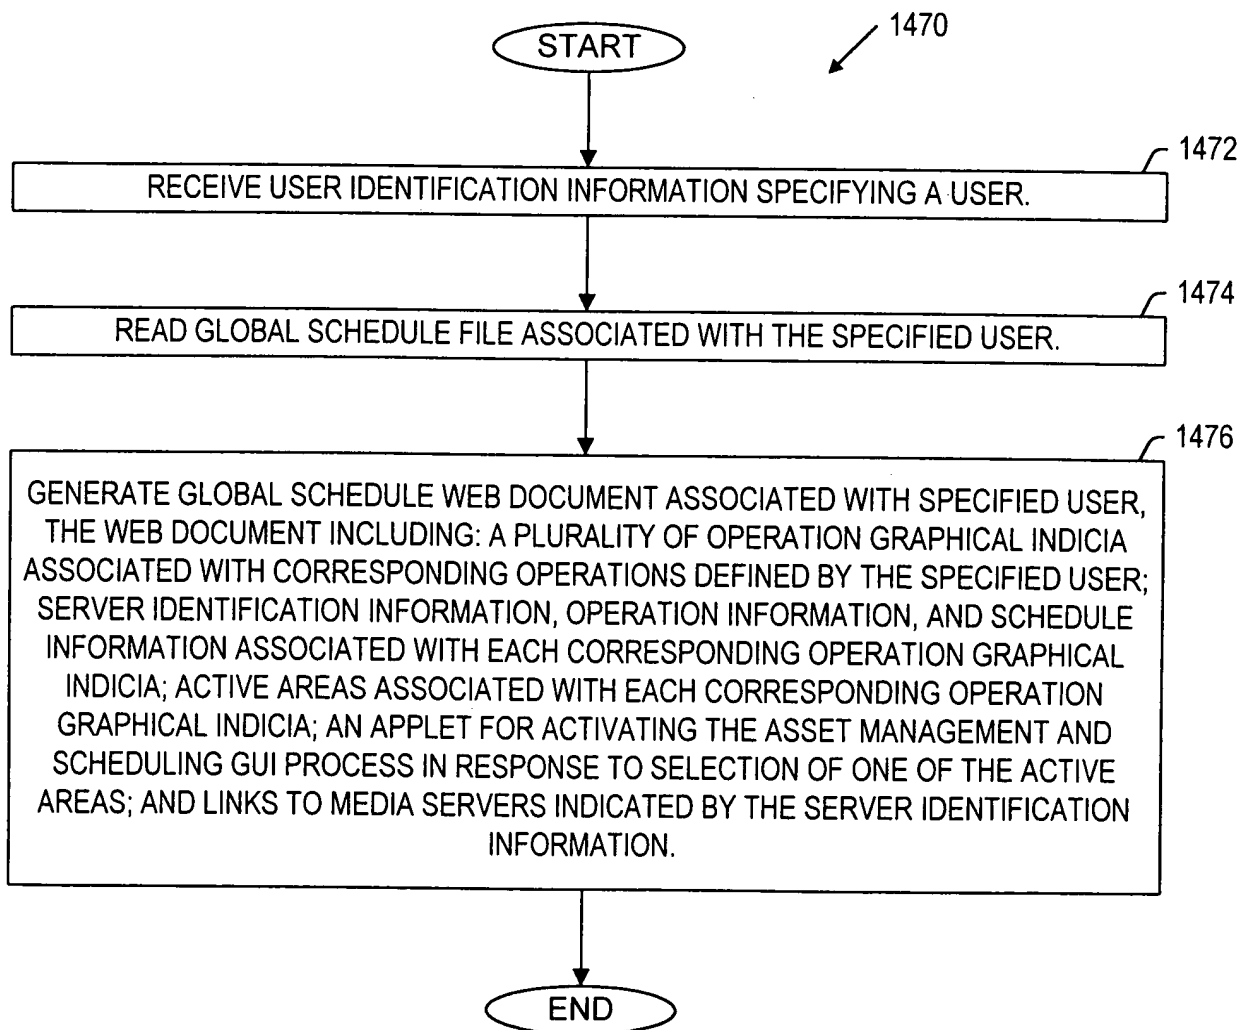 START
1470
1472
RECEIVE USER IDENTIFICATION INFORMATION SPECIFYING A USER.
1474
READ GLOBAL SCHEDULE FILE ASSOCIATED WITH THE SPECIFIED USER.
1476
GENERATE GLOBAL SCHEDULE WEB DOCUMENT ASSOCIATED WITH SPECIFIED USER,
THE WEB DOCUMENT INCLUDING: A PLURALITY OF OPERATION GRAPHICAL INDICIA
ASSOCIATED WITH CORRESPONDING OPERATIONS DEFINED BY THE SPECIFIED USER;
SERVER IDENTIFICATION INFORMATION, OPERATION INFORMATION, AND SCHEDULE
INFORMATION ASSOCIATED WITH EACH CORRESPONDING OPERATION GRAPHICAL
INDICIA; ACTIVE AREAS ASSOCIATED WITH EACH CORRESPONDING OPERATION
GRAPHICAL INDICIA; AN APPLET FOR ACTIVATING THE ASSET MANAGEMENT AND
SCHEDULING GUI PROCESS IN RESPONSE TO SELECTION OF ONE OF THE ACTIVE
AREAS; AND LINKS TO MEDIA SERVERS INDICATED BY THE SERVER IDENTIFICATION
INFORMATION.
END